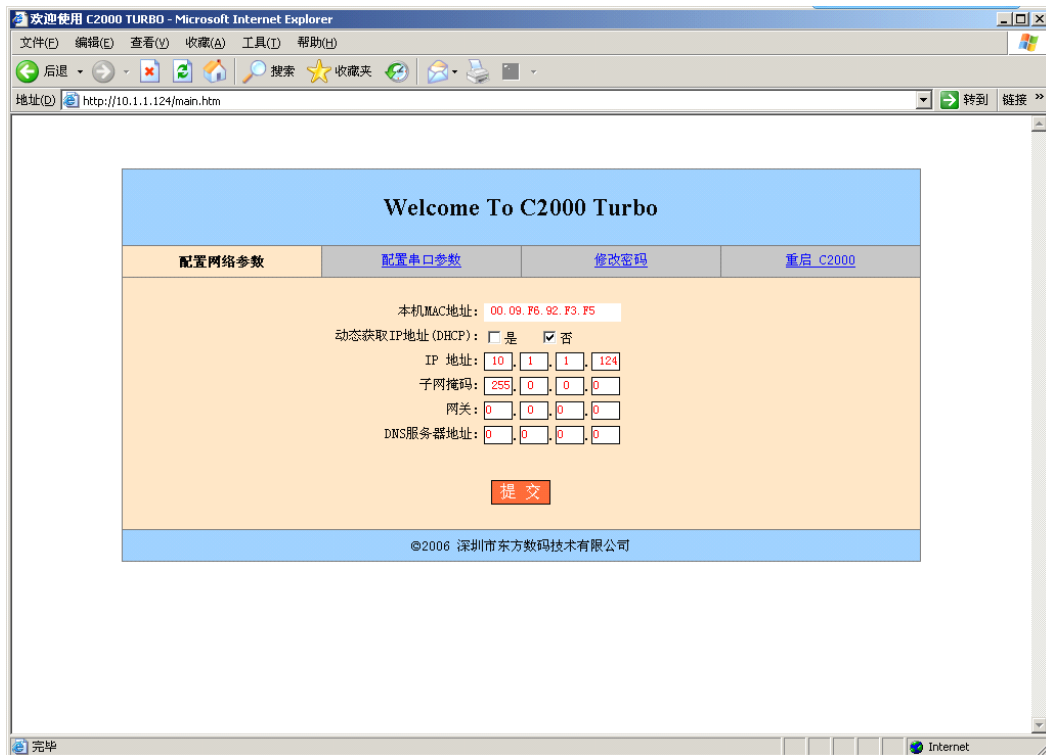 欢迎使用 C2000 TURBO - Microsoft Internet Explorer
文件(F) 编辑(E) 查看(V) 收藏(A) 工具(T) 帮助(H)
后退 搜索 收藏夹
地址(D) http://10.1.1.124/main.htm 转到 链接 »
Welcome To C2000 Turbo
配置网络参数 配置串口参数 修改密码 重启 C2000
本机MAC地址: 00.09.F6.92.F3.F5
动态获取IP地址(DHCP): 是 否
IP 地址: 10 . 1 . 1 . 124
子网掩码: 255 . 0 . 0 . 0
网关: 0 . 0 . 0 . 0
DNS服务器地址: 0 . 0 . 0 . 0
提 交
©2006 深圳市东方数码技术有限公司
完毕 Internet